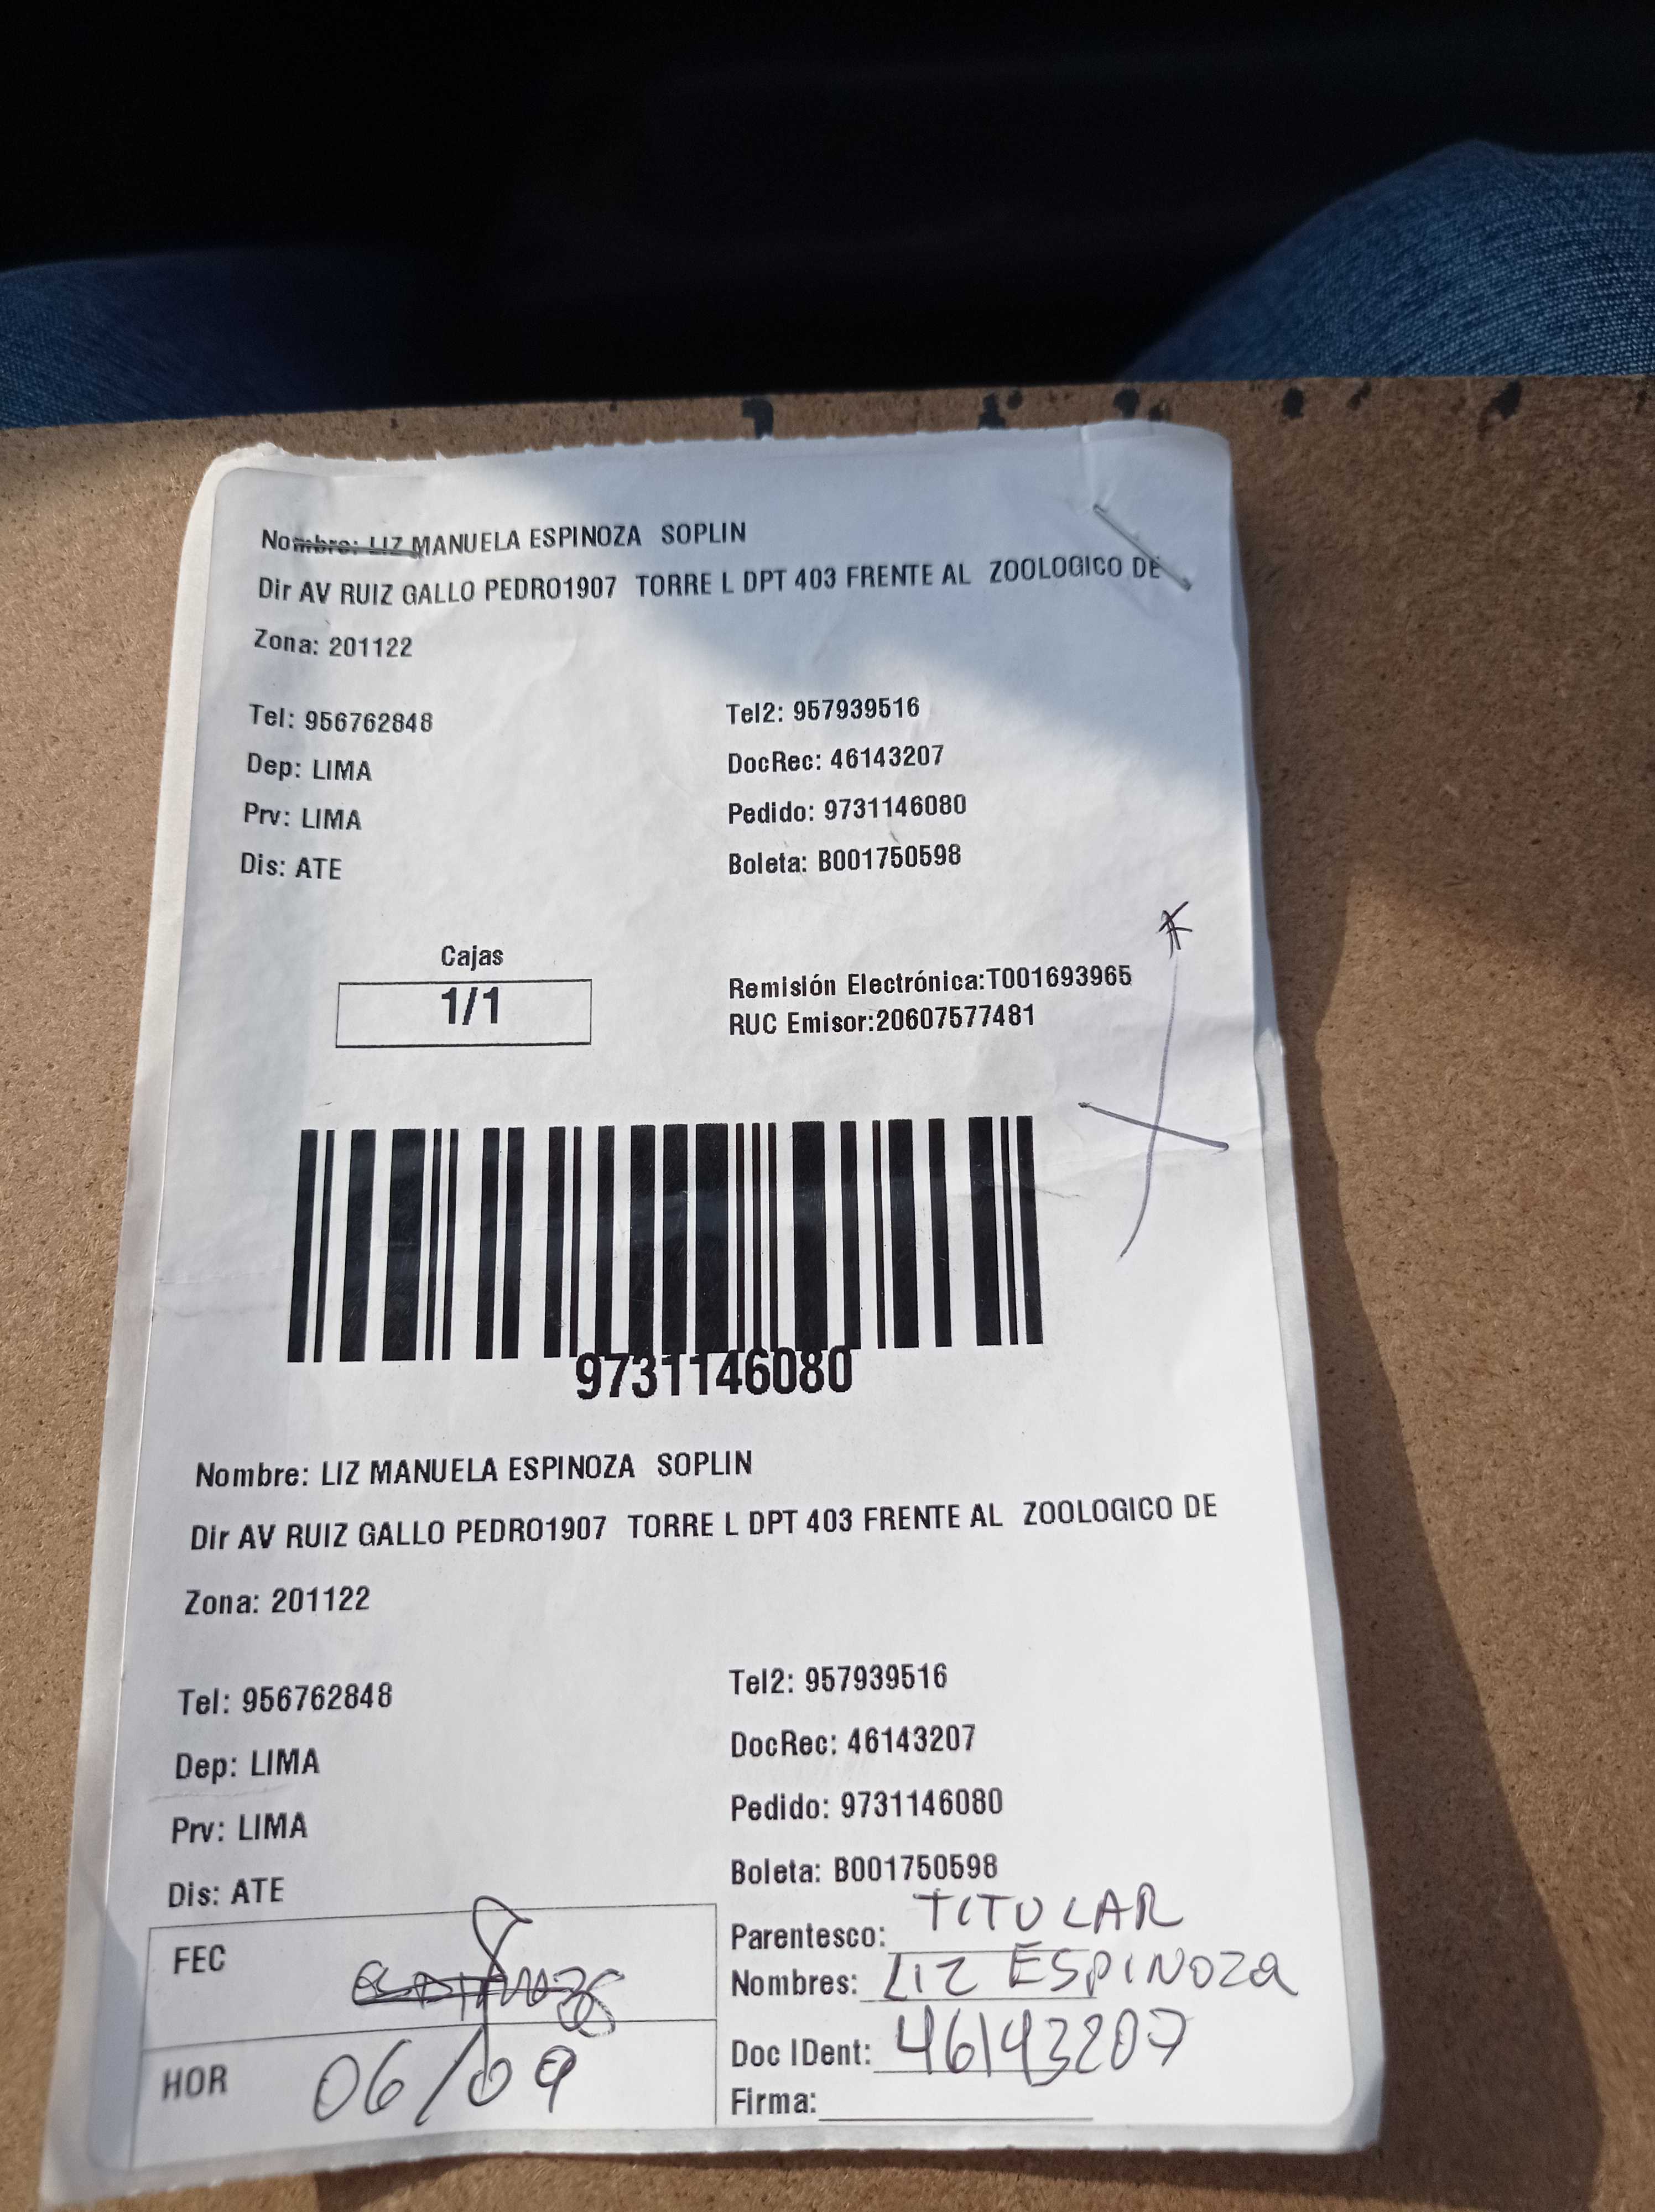 Nombre: LIZ MANUELA ESPINOZA SOPLIN
Dir AV RUIZ GALLO PEDRO1907 TORRE L DPT 403 FRENTE AL ZOOLOGICO DE
Zona: 201122
Tel: 956762848 Tel2: 957939516
Dep: LIMA DocRec: 46143207
Prv: LIMA Pedido: 9731146080
Dis: ATE Boleta: B001750598
Cajas
1/1
Remisión Electrónica:T001693965
RUC Emisor:20607577481
9731146080
Nombre: LIZ MANUELA ESPINOZA SOPLIN
Dir AV RUIZ GALLO PEDRO1907 TORRE L DPT 403 FRENTE AL ZOOLOGICO DE
Zona: 201122
Tel: 956762848 Tel2: 957939516
Dep: LIMA DocRec: 46143207
Prv: LIMA Pedido: 9731146080
Dis: ATE Boleta: B001750598
FEC
HOR 06/09
Parentesco: TITULAR
Nombres: LIZ ESPINOZA
Doc IDent: 46143207
Firma: